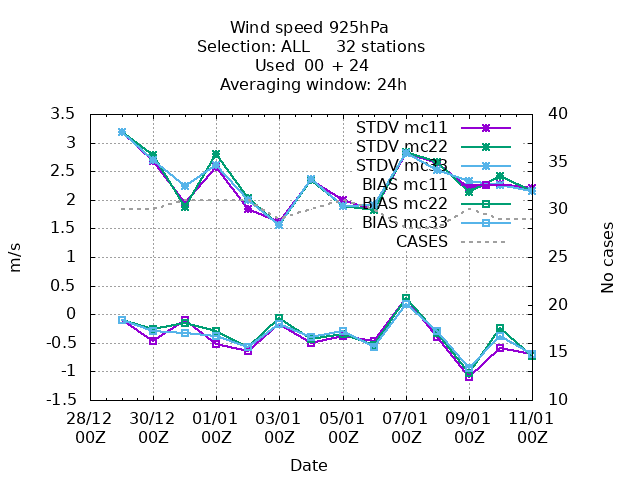 Wind speed 925hPa
Selection: ALL     32 stations
Used  00  + 24
Averaging window: 24h
3.5
3
2.5
2
1.5
1
0.5
0
-0.5
-1
-1.5
m/s
40
35
30
25
20
15
10
No cases
STDV mc11
STDV mc22
STDV mc33
BIAS mc11
BIAS mc22
BIAS mc33
CASES
28/12 30/12 01/01 03/01 05/01 07/01 09/01 11/01
00Z 00Z 00Z 00Z 00Z 00Z 00Z 00Z
Date